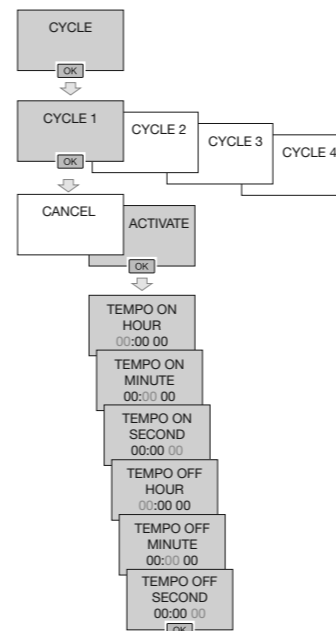 CYCLE
OK
CYCLE 1
CYCLE 2
CYCLE 3
CYCLE 4
OK
CANCEL
ACTIVATE
OK
TEMPO ON
HOUR
00:00 00
TEMPO ON
MINUTE
00:00 00
TEMPO ON
SECOND
00:00 00
TEMPO OFF
HOUR
00:00 00
TEMPO OFF
MINUTE
00:00 00
TEMPO OFF
SECOND
00:00 00
OK